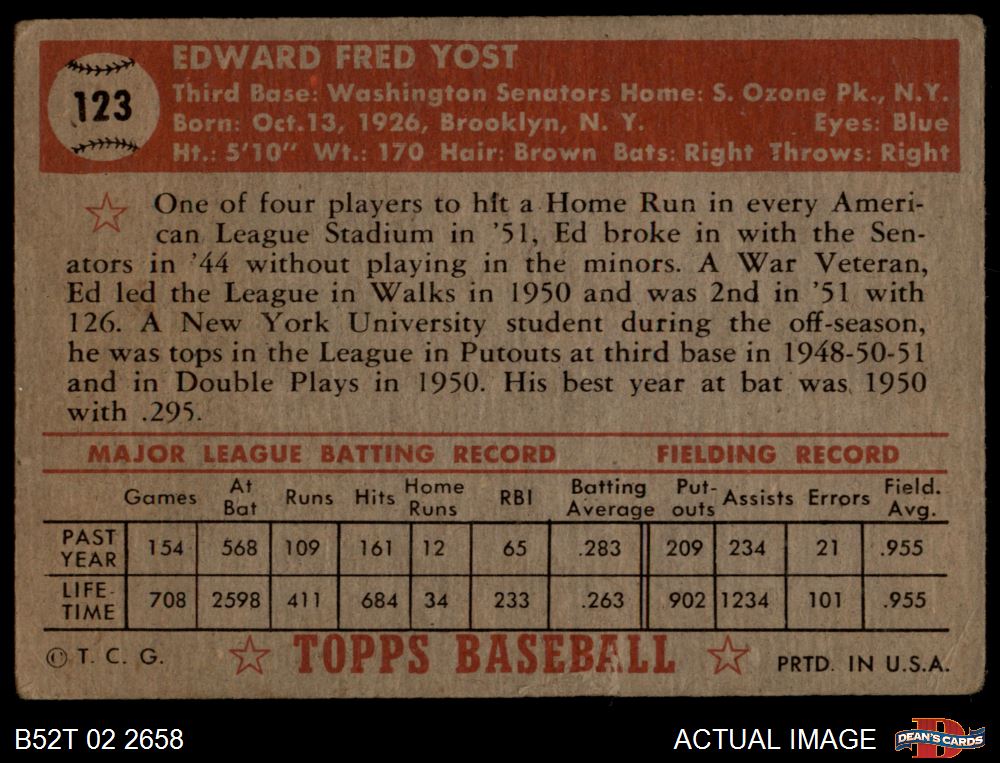 123
EDWARD FRED YOST
Third Base: Washington Senators Home: S. Ozone Pk., N.Y.
Born: Oct.13, 1926, Brooklyn, N. Y. Eyes: Blue
Ht.: 5'10" Wt.: 170 Hair: Brown Bats: Right Throws: Right
One of four players to hit a Home Run in every Ameri-
can League Stadium in '51, Ed broke in with the Sen-
ators in '44 without playing in the minors. A War Veteran,
Ed led the League in Walks in 1950 and was 2nd in '51 with
126. A New York University student during the off-season,
he was tops in the League in Putouts at third base in 1948-50-51
and in Double Plays in 1950. His best year at bat was 1950
with .295.
MAJOR LEAGUE BATTING RECORD FIELDING RECORD
Games At Bat Runs Hits Home Runs RBI Batting Average Put-outs Assists Errors Field. Avg.
PAST YEAR 154 568 109 161 12 65 .283 209 234 21 .955
LIFE-TIME 708 2598 411 684 34 233 .263 902 1234 101 .955
© T. C. G. TOPPS BASEBALL PRTD. IN U.S.A.
B52T 02 2658 ACTUAL IMAGE DEAN'S CARDS